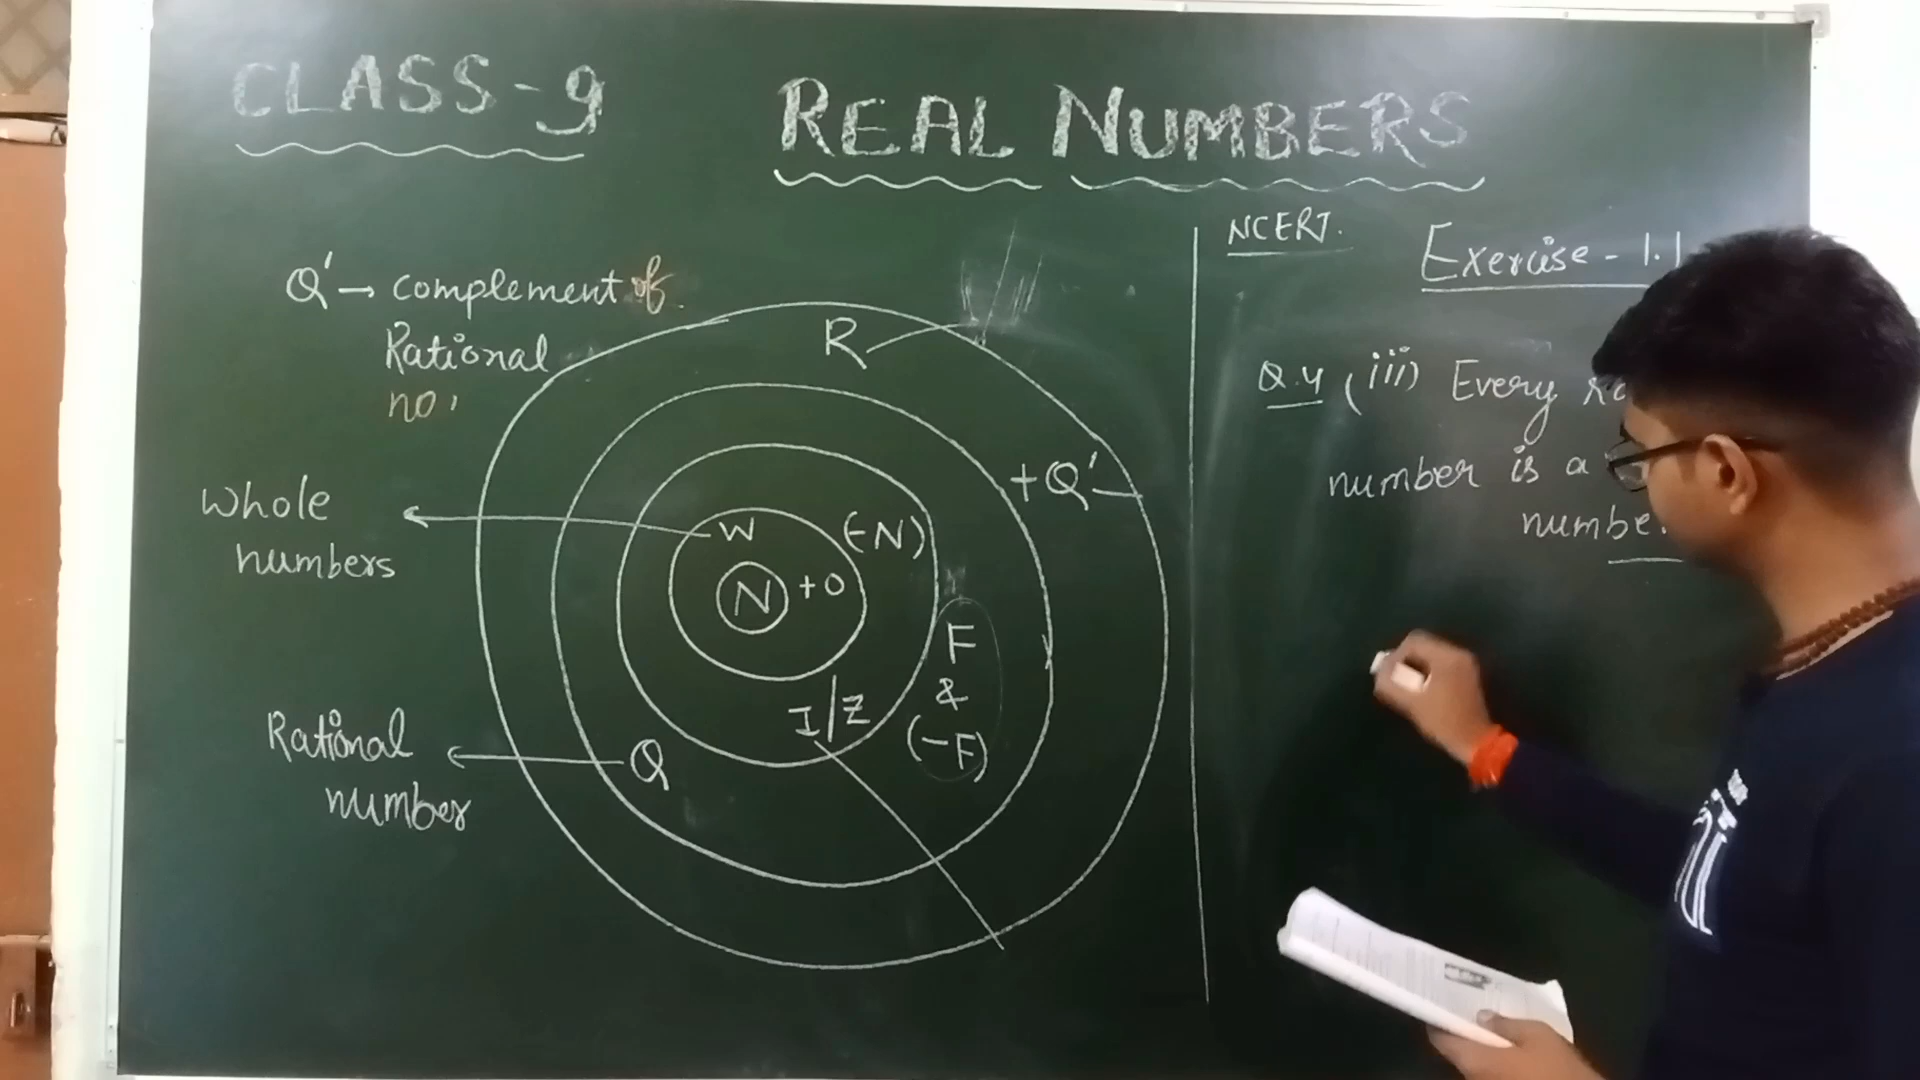 CLASS-9
REAL NUMBERS
Q' → complement of
Rational
no.
Whole
numbers
Rational
number
R
+Q'
W
(-N)
N +0
F
&
(-F)
I/Z
Q
NCERT.
Exercise - 1.1
Q.4 (iii) Every
number is a